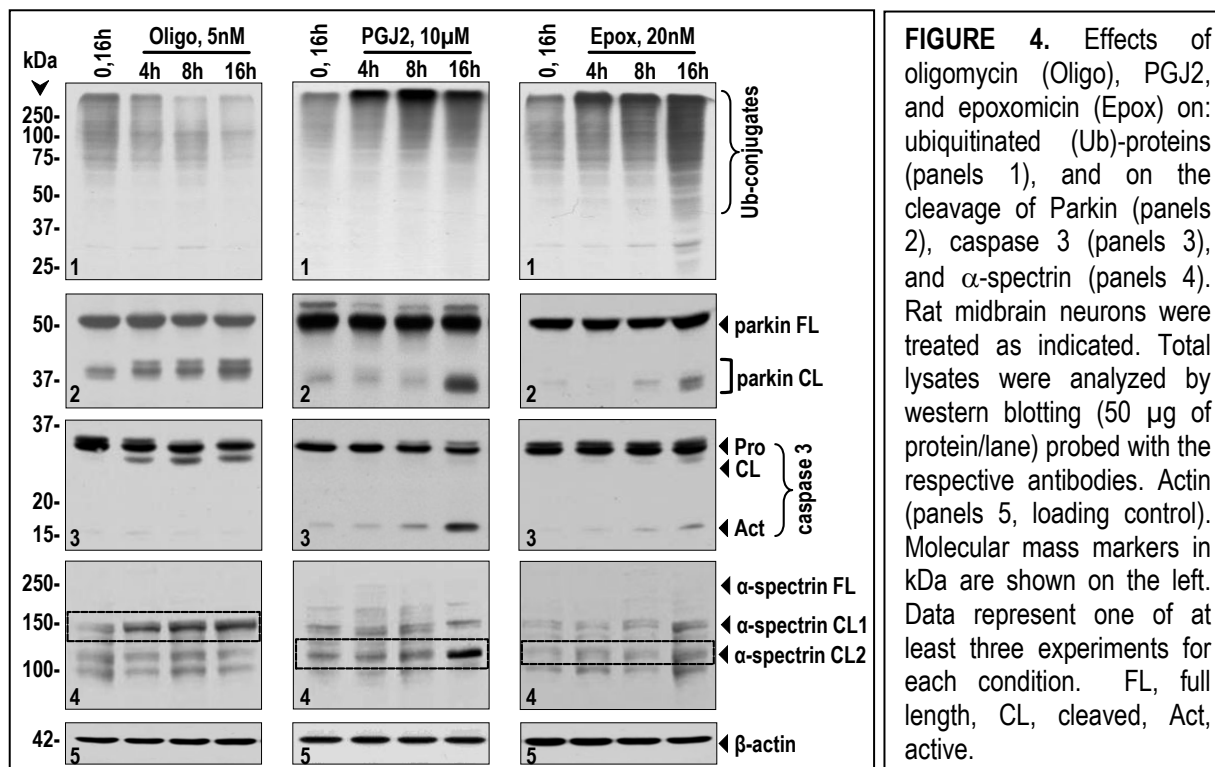 Oligo, 5nM
PGJ2, 10µM
Epox, 20nM
kDa
0, 16h
4h
8h
16h
0, 16h
4h
8h
16h
0, 16h
4h
8h
16h
250-
100-
75-
50-
37-
25-
1
1
1
Ub-conjugates
50-
37-
2
2
2
parkin FL
parkin CL
37-
20-
15-
3
3
3
Pro
CL
Act
caspase 3
250-
150-
100-
4
4
4
α-spectrin FL
α-spectrin CL1
α-spectrin CL2
42-
5
5
5
β-actin
FIGURE 4. Effects of
oligomycin (Oligo), PGJ2,
and epoxomicin (Epox) on:
ubiquitinated (Ub)-proteins
(panels 1), and on the
cleavage of Parkin (panels
2), caspase 3 (panels 3),
and α-spectrin (panels 4).
Rat midbrain neurons were
treated as indicated. Total
lysates were analyzed by
western blotting (50 µg of
protein/lane) probed with the
respective antibodies. Actin
(panels 5, loading control).
Molecular mass markers in
kDa are shown on the left.
Data represent one of at
least three experiments for
each condition. FL, full
length, CL, cleaved, Act,
active.